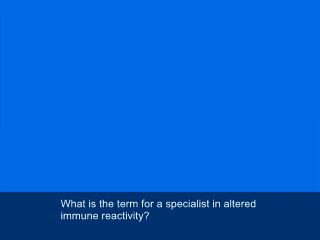 What is the term for a specialist in altered
immune reactivity?